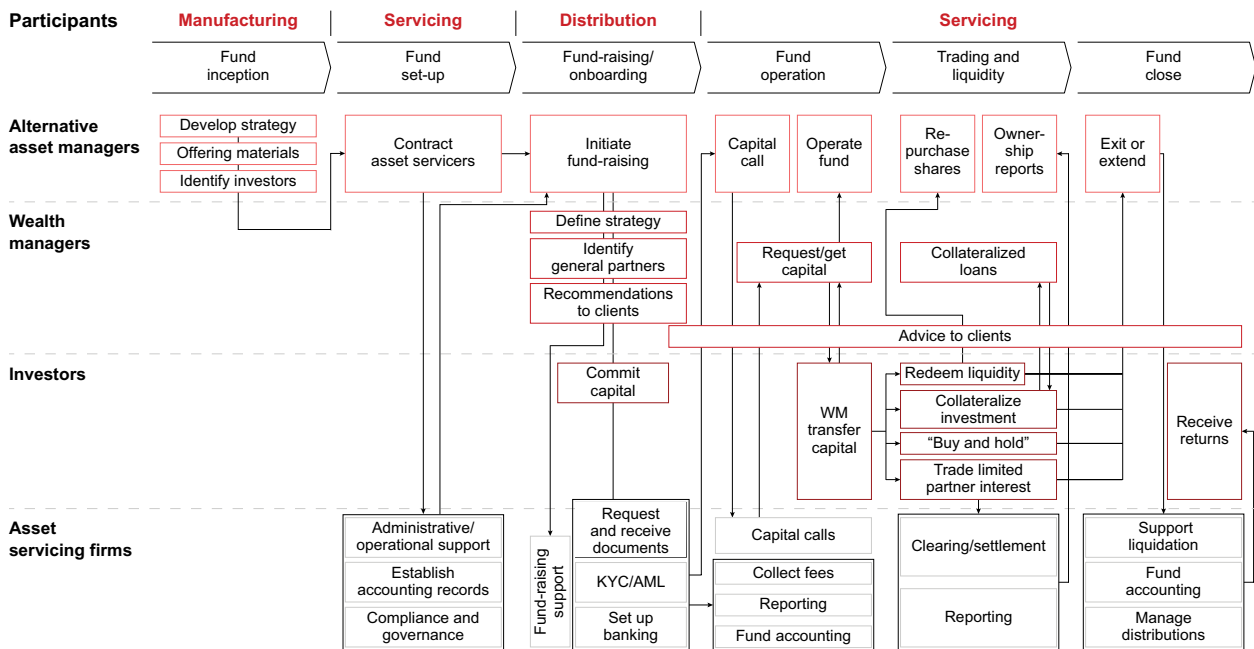 Participants
Manufacturing
Servicing
Distribution
Servicing
Fund
inception
Fund
set-up
Fund-raising/
onboarding
Fund
operation
Trading and
liquidity
Fund
close
Alternative
asset managers
Develop strategy
Offering materials
Identify investors
Contract
asset servicers
Initiate
fund-raising
Capital
call
Operate
fund
Re-
purchase
shares
Owner-
ship
reports
Exit or
extend
Wealth
managers
Define strategy
Identify
general partners
Recommendations
to clients
Request/get
capital
Collateralized
loans
Advice to clients
Investors
Commit
capital
WM
transfer
capital
Redeem liquidity
Collateralize
investment
“Buy and hold”
Trade limited
partner interest
Receive
returns
Asset
servicing firms
Administrative/
operational support
Establish
accounting records
Compliance and
governance
Fund-raising
support
Request
and receive
documents
KYC/AML
Set up
banking
Capital calls
Collect fees
Reporting
Fund accounting
Clearing/settlement
Reporting
Support
liquidation
Fund
accounting
Manage
distributions